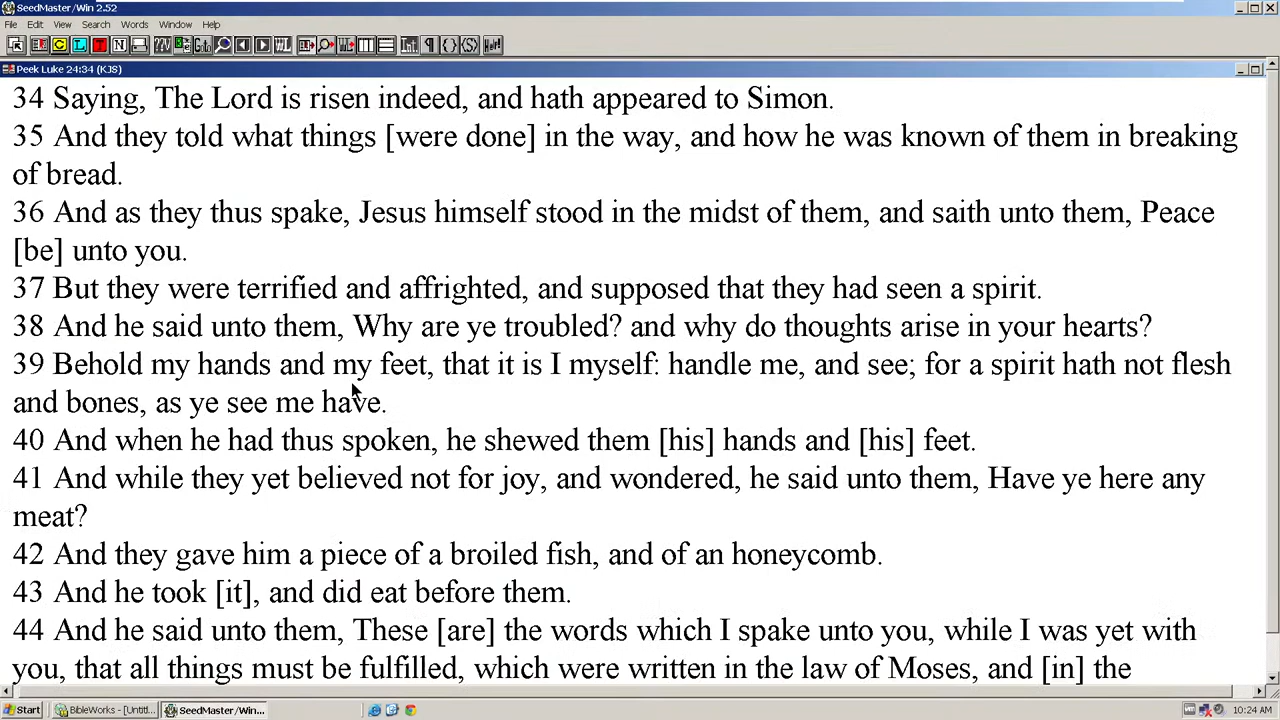 SeedMaster/Win 2.52
File Edit View Search Words Window Help
Peek Luke 24:34 (KJS)
34 Saying, The Lord is risen indeed, and hath appeared to Simon.
35 And they told what things [were done] in the way, and how he was known of them in breaking
of bread.
36 And as they thus spake, Jesus himself stood in the midst of them, and saith unto them, Peace
[be] unto you.
37 But they were terrified and affrighted, and supposed that they had seen a spirit.
38 And he said unto them, Why are ye troubled? and why do thoughts arise in your hearts?
39 Behold my hands and my feet, that it is I myself: handle me, and see; for a spirit hath not flesh
and bones, as ye see me have.
40 And when he had thus spoken, he shewed them [his] hands and [his] feet.
41 And while they yet believed not for joy, and wondered, he said unto them, Have ye here any
meat?
42 And they gave him a piece of a broiled fish, and of an honeycomb.
43 And he took [it], and did eat before them.
44 And he said unto them, These [are] the words which I spake unto you, while I was yet with
you, that all things must be fulfilled, which were written in the law of Moses, and [in] the
Start BibleWorks - [Untitl... SeedMaster/Win... 10:24 AM